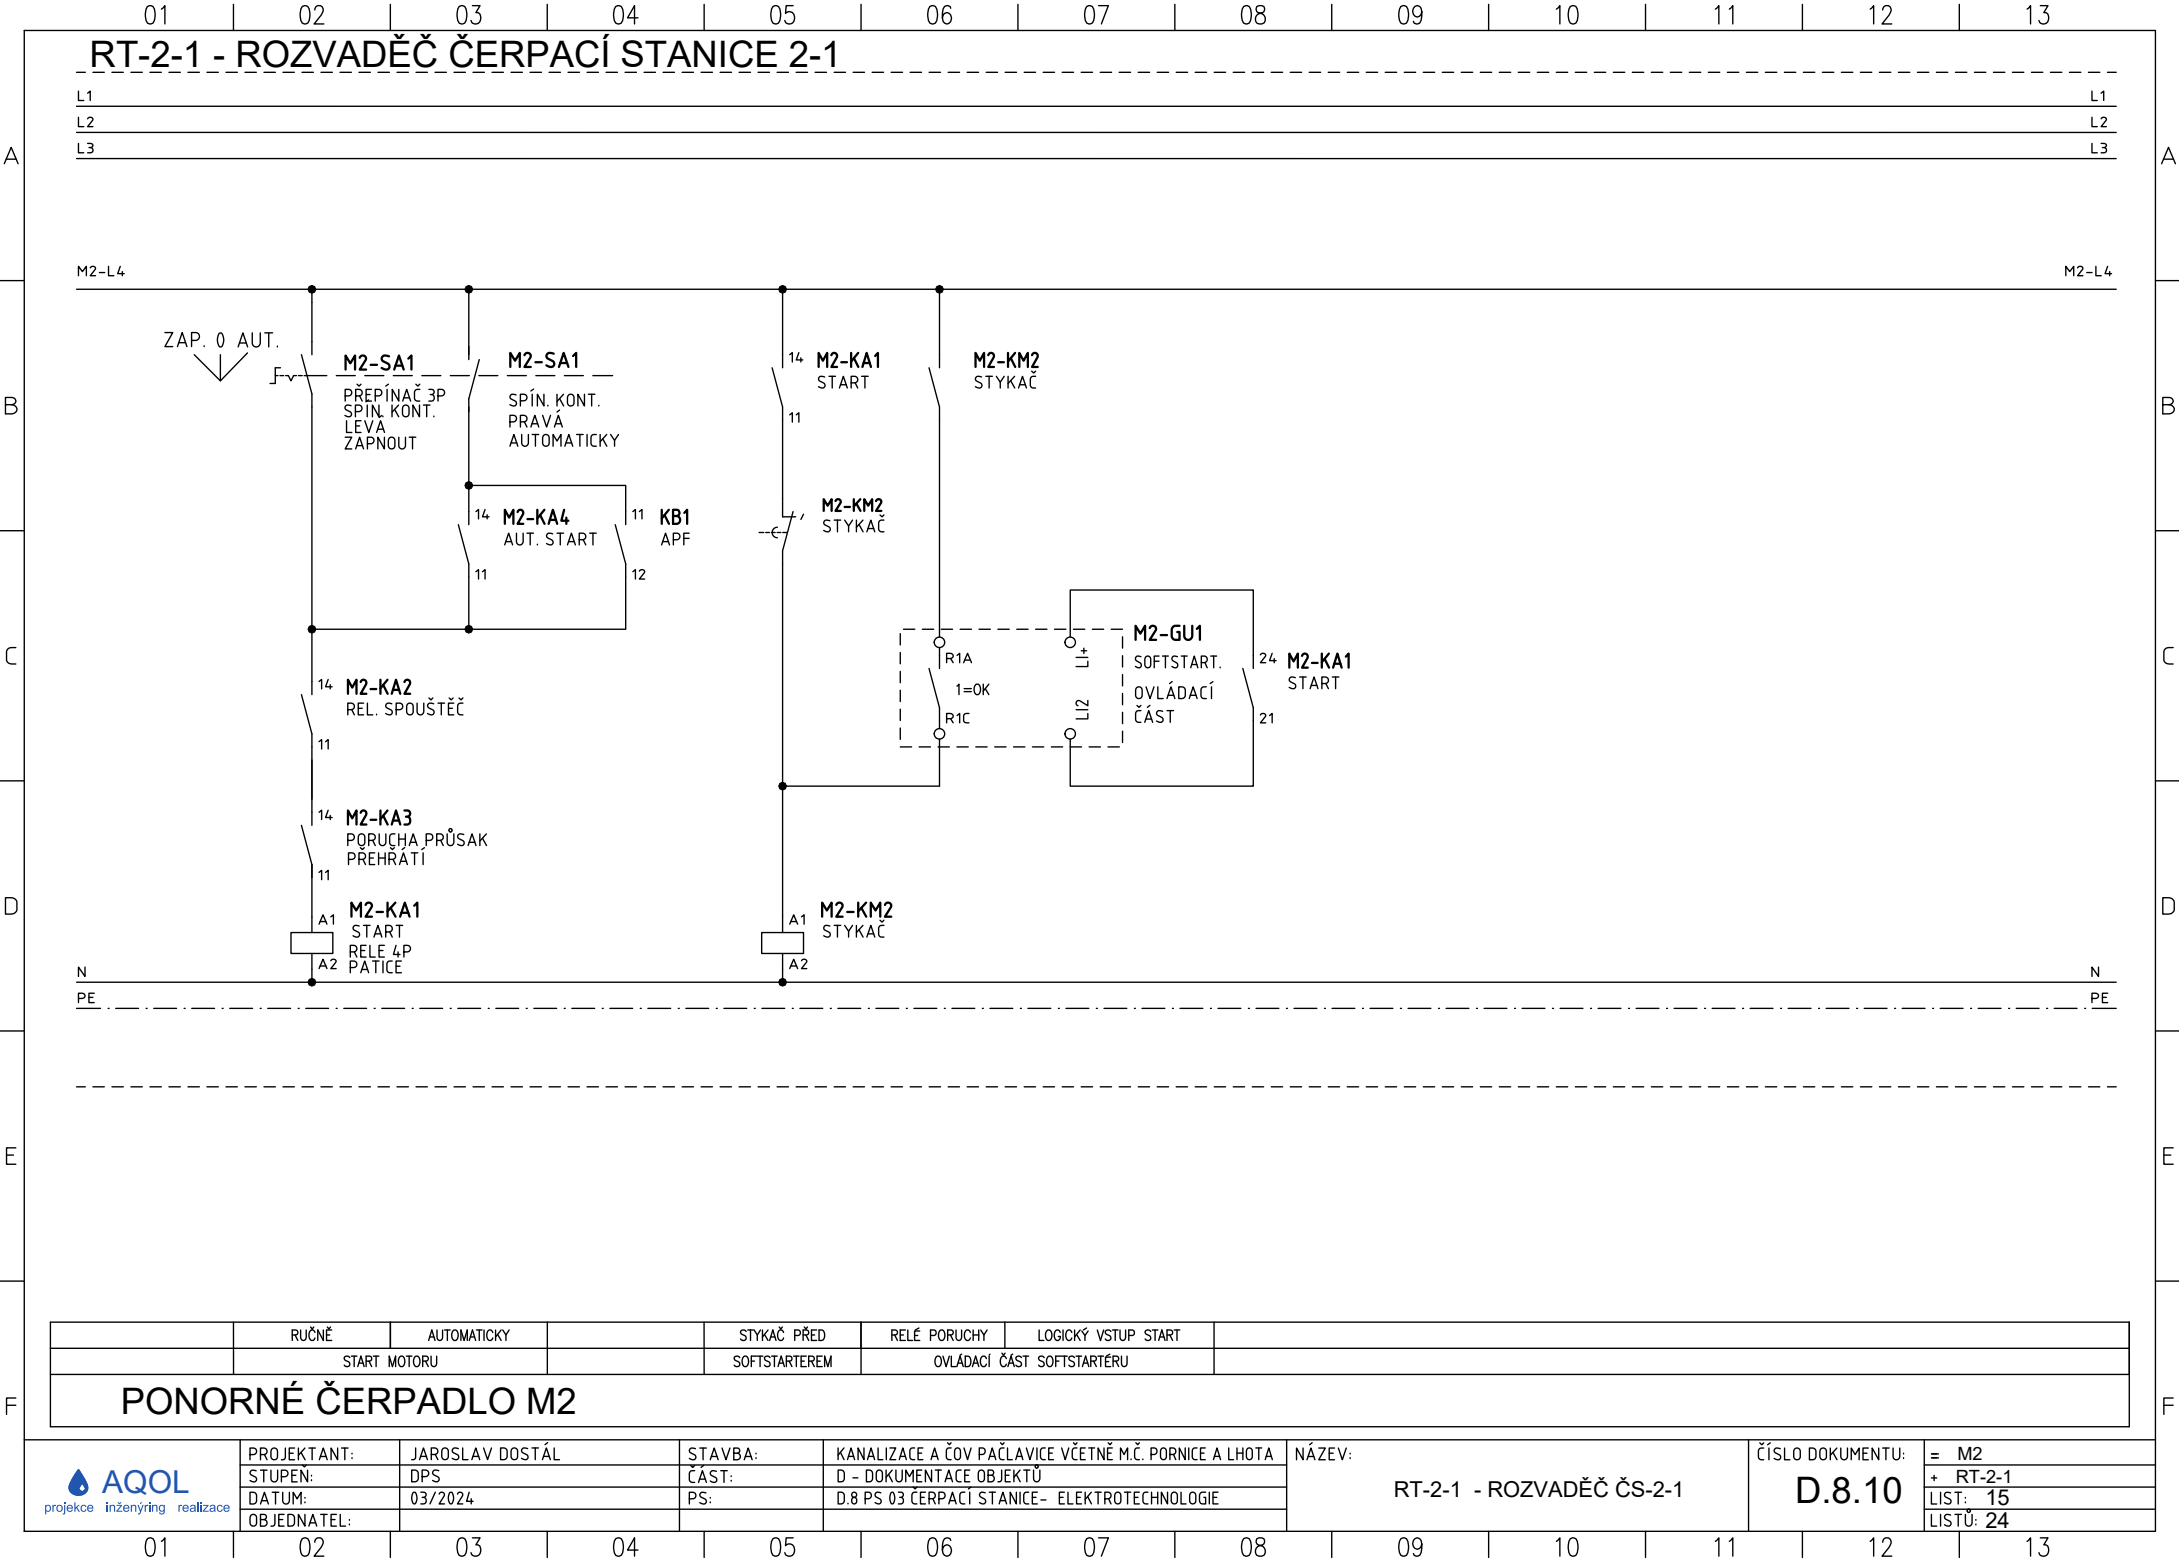 01 02 03 04 05 06 07 08 09 10 11 12 13
RT-2-1 - ROZVADĚČ ČERPACÍ STANICE 2-1
L1 L1
L2 L2
L3 L3
A A
M2-L4 M2-L4
ZAP. 0 AUT.
M2-SA1
PŘEPÍNAČ 3P
SPÍN. KONT.
LEVÁ
ZAPNOUT
M2-SA1
SPÍN. KONT.
PRAVÁ
AUTOMATICKY
14 M2-KA1
START
11
M2-KM2
STYKAČ
B B
14 M2-KA4
AUT. START
11
11 KB1
APF
12
M2-KM2
STYKAČ
C C
14 M2-KA2
REL. SPOUŠTĚČ
11
R1A
1=OK
R1C
LI+
LI2
M2-GU1
SOFTSTART.
OVLÁDACÍ
ČÁST
24 M2-KA1
START
21
14 M2-KA3
PORUCHA PRŮSAK
PŘEHŘÁTÍ
11
D D
A1 M2-KA1
START
RELE 4P
A2 PATICE
A1 M2-KM2
STYKAČ
A2
N N
PE PE
E E
RUČNĚ AUTOMATICKY STYKAČ PŘED RELÉ PORUCHY LOGICKÝ VSTUP START
START MOTORU SOFTSTARTEREM OVLÁDACÍ ČÁST SOFTSTARTÉRU
F F
PONORNÉ ČERPADLO M2
AQOL
projekce inženýring realizace
PROJEKTANT: JAROSLAV DOSTÁL
STUPEŇ: DPS
DATUM: 03/2024
OBJEDNATEL:
STAVBA: KANALIZACE A ČOV PAČLAVICE VČETNĚ M.Č. PORNICE A LHOTA
ČÁST: D - DOKUMENTACE OBJEKTŮ
PS: D.8 PS 03 ČERPACÍ STANICE- ELEKTROTECHNOLOGIE
NÁZEV:
RT-2-1 - ROZVADĚČ ČS-2-1
ČÍSLO DOKUMENTU:
D.8.10
= M2
+ RT-2-1
LIST: 15
LISTŮ: 24
01 02 03 04 05 06 07 08 09 10 11 12 13